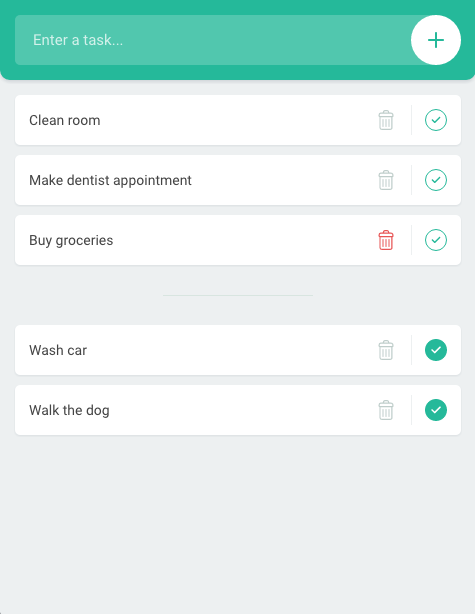 Enter a task...
Clean room
Make dentist appointment
Buy groceries
Wash car
Walk the dog